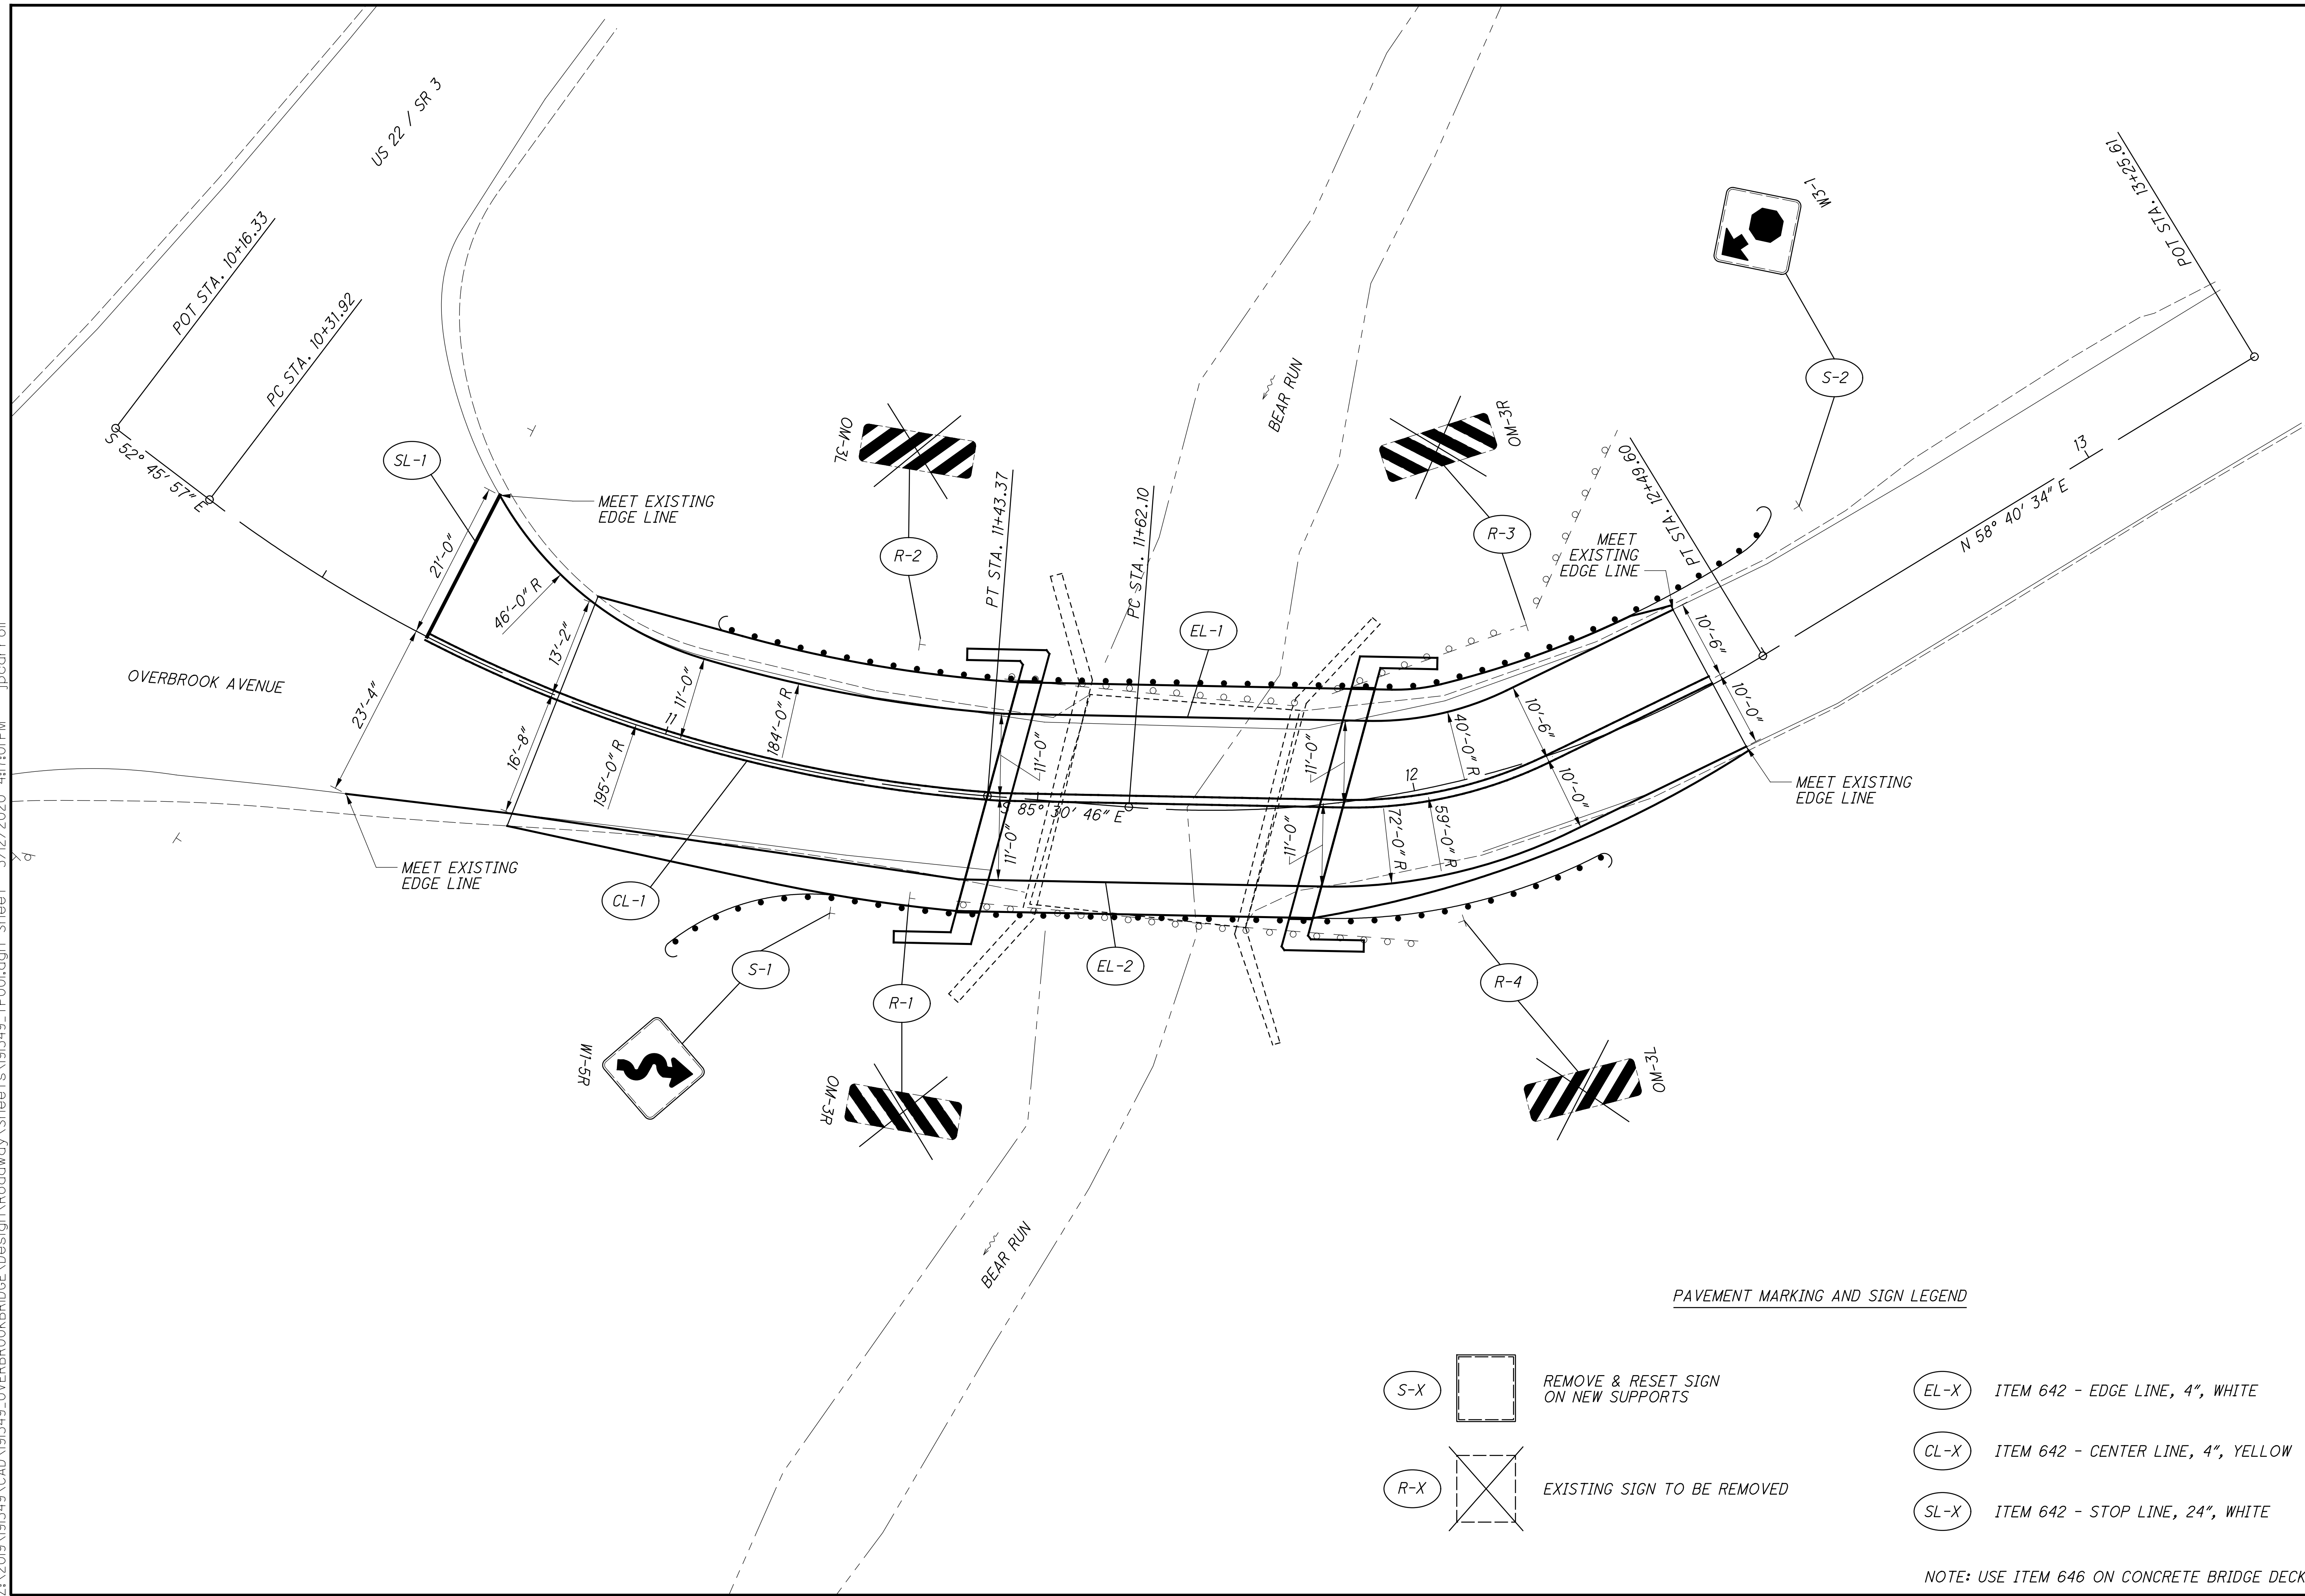 US 22 / SR 3
POT STA. 10+16.33
PC STA. 10+31.92
S 52° 45' 57" E
SL-1
MEET EXISTING
EDGE LINE
21'-0"
46'-0" R
13'-2"
OVERBROOK AVENUE
23'-4"
16'-8"
195'-0" R
11
11'-0"
184'-0" R
MEET EXISTING
EDGE LINE
CL-1
OM-3L
R-2
PT STA. 11+43.37
PC STA. 11+62.10
EL-1
BEAR RUN
11'-0"
11'-0"
S 85° 30' 46" E
11'-0"
11'-0"
OM-3R
R-3
MEET
EXISTING
EDGE LINE
PT STA. 12+49.60
W3-1
S-2
POT STA. 13+25.61
13
N 58° 40' 34" E
10'-9"
10'-0"
10'-6"
10'-0"
40'-0" R
12
72'-0" R
59'-0" R
MEET EXISTING
EDGE LINE
S-1
W1-5R
R-1
OM-3R
EL-2
R-4
OM-3L
BEAR RUN
PAVEMENT MARKING AND SIGN LEGEND
S-X
REMOVE & RESET SIGN
ON NEW SUPPORTS
R-X
EXISTING SIGN TO BE REMOVED
EL-X
ITEM 642 - EDGE LINE, 4", WHITE
CL-X
ITEM 642 - CENTER LINE, 4", YELLOW
SL-X
ITEM 642 - STOP LINE, 24", WHITE
NOTE: USE ITEM 646 ON CONCRETE BRIDGE DECK